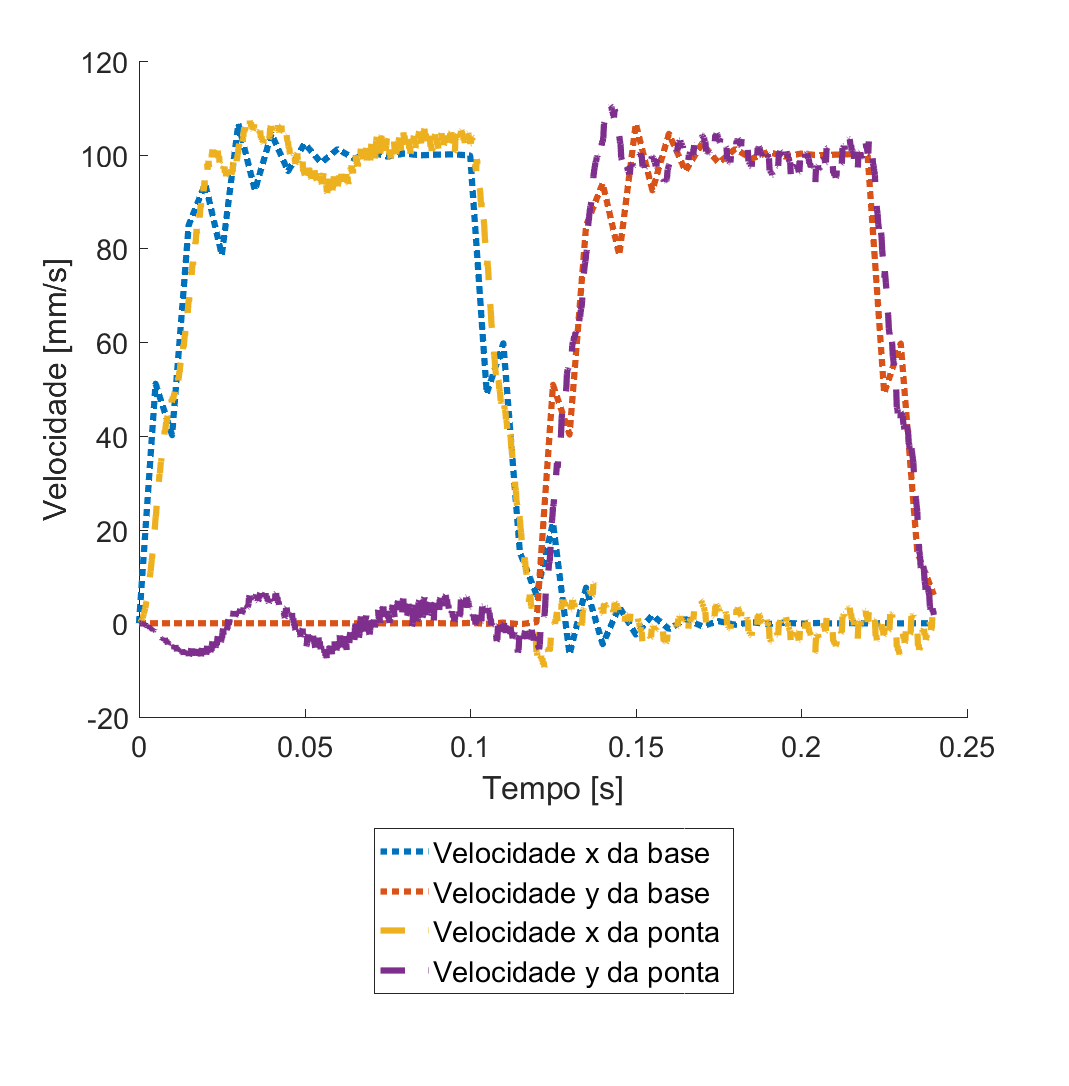 120
100
80
60
40
20
0
-20
Velocidade [mm/s]
0 0.05 0.1 0.15 0.2 0.25
Tempo [s]
Velocidade x da base
Velocidade y da base
Velocidade x da ponta
Velocidade y da ponta